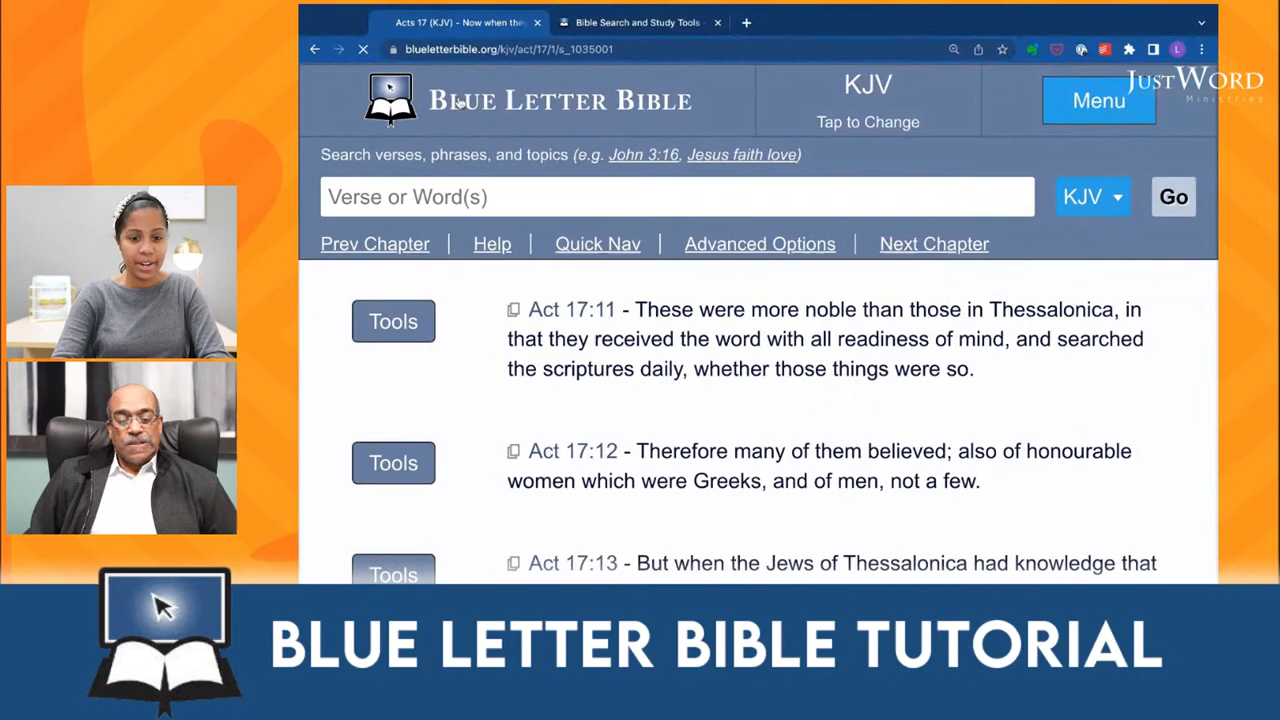 Acts 17 (KJV) - Now when they
Bible Search and Study Tools -
blueletterbible.org/kjv/act/17/1/s_1035001
L
BLUE LETTER BIBLE
KJV
Tap to Change
Menu
JUSTWORD
Ministries
Search verses, phrases, and topics (e.g. John 3:16, Jesus faith love)
Verse or Word(s)
KJV
Go
Prev Chapter | Help | Quick Nav | Advanced Options | Next Chapter
Tools
Act 17:11 - These were more noble than those in Thessalonica, in
that they received the word with all readiness of mind, and searched
the scriptures daily, whether those things were so.
Tools
Act 17:12 - Therefore many of them believed; also of honourable
women which were Greeks, and of men, not a few.
Tools
Act 17:13 - But when the Jews of Thessalonica had knowledge that
BLUE LETTER BIBLE TUTORIAL